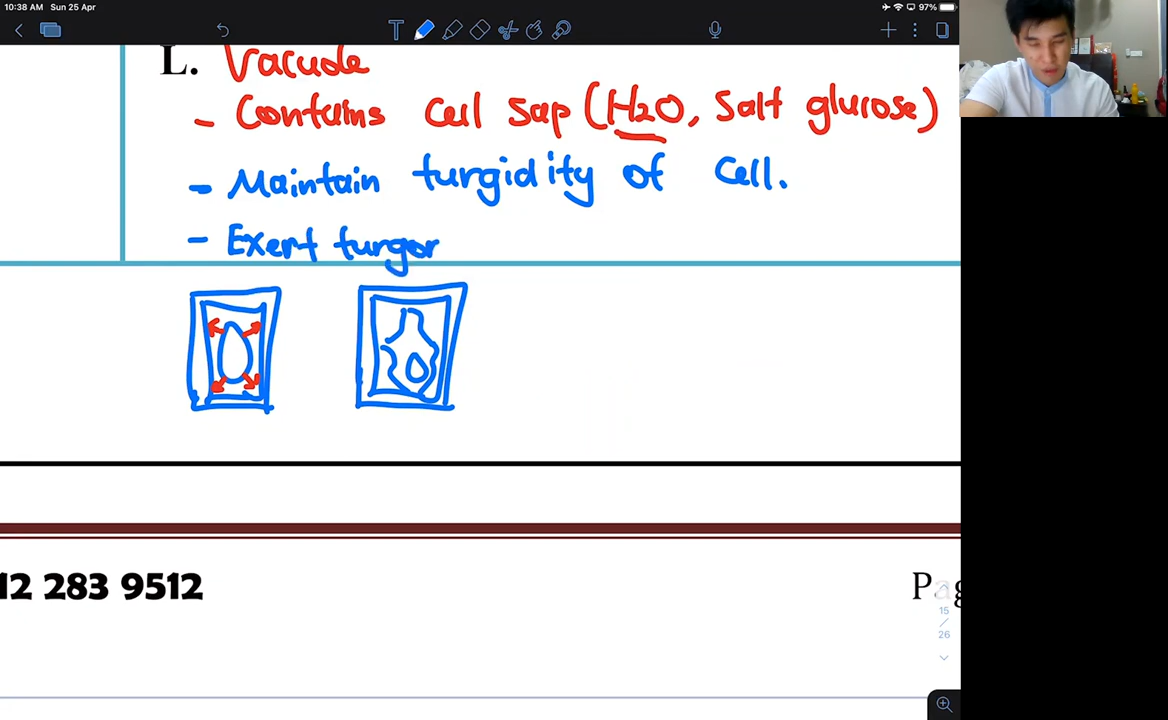 10:38 AM Sun 25 Apr
97%
L. Vacuole
- Contains Cell Sap (H2O, Salt glucose)
- Maintain turgidity of Cell.
- Exert turgor
12 283 9512
Pag
15
/
26